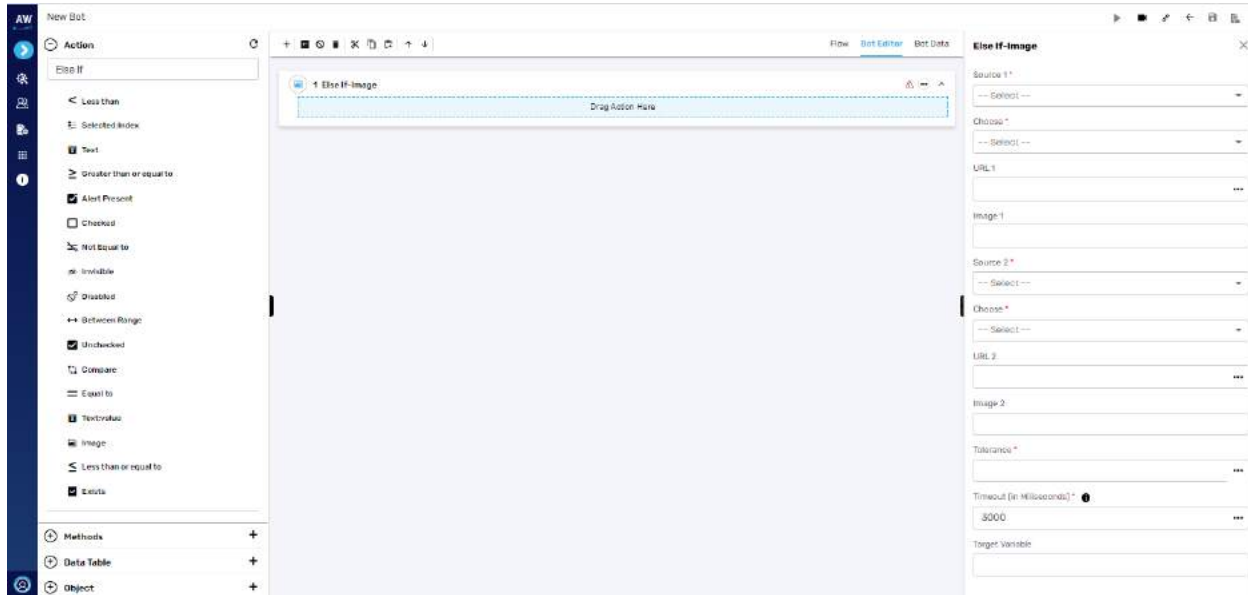 AW
New Bot
Action
Else If
Less than
Selected Index
Text
Greater than or equal to
Alert Present
Checked
Not Equal to
Invisible
Disabled
Between Range
Unchecked
Compare
Equal to
Text:value
Image
Less than or equal to
Exists
Methods
Data Table
Object
Flow Bot Editor Bot Data
1 Else If-Image
Drag Action Here
Else If-Image
Source 1 *
-- Select --
Choose *
-- Select --
URL 1
Image 1
Source 2 *
-- Select --
Choose *
-- Select --
URL 2
Image 2
Tolerance *
Timeout (in Milliseconds) *
3000
Target Variable